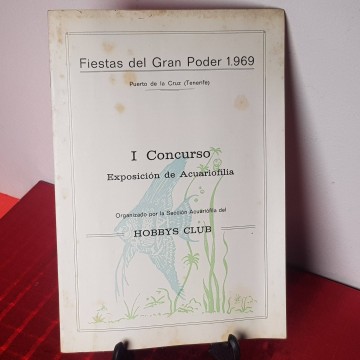 Fiestas del Gran Poder 1.969
Puerto de la Cruz (Tenerife)
I Concurso
Exposición de Acuariofilia
Organizado por la Sección Acuariofilia del
HOBBYS CLUB